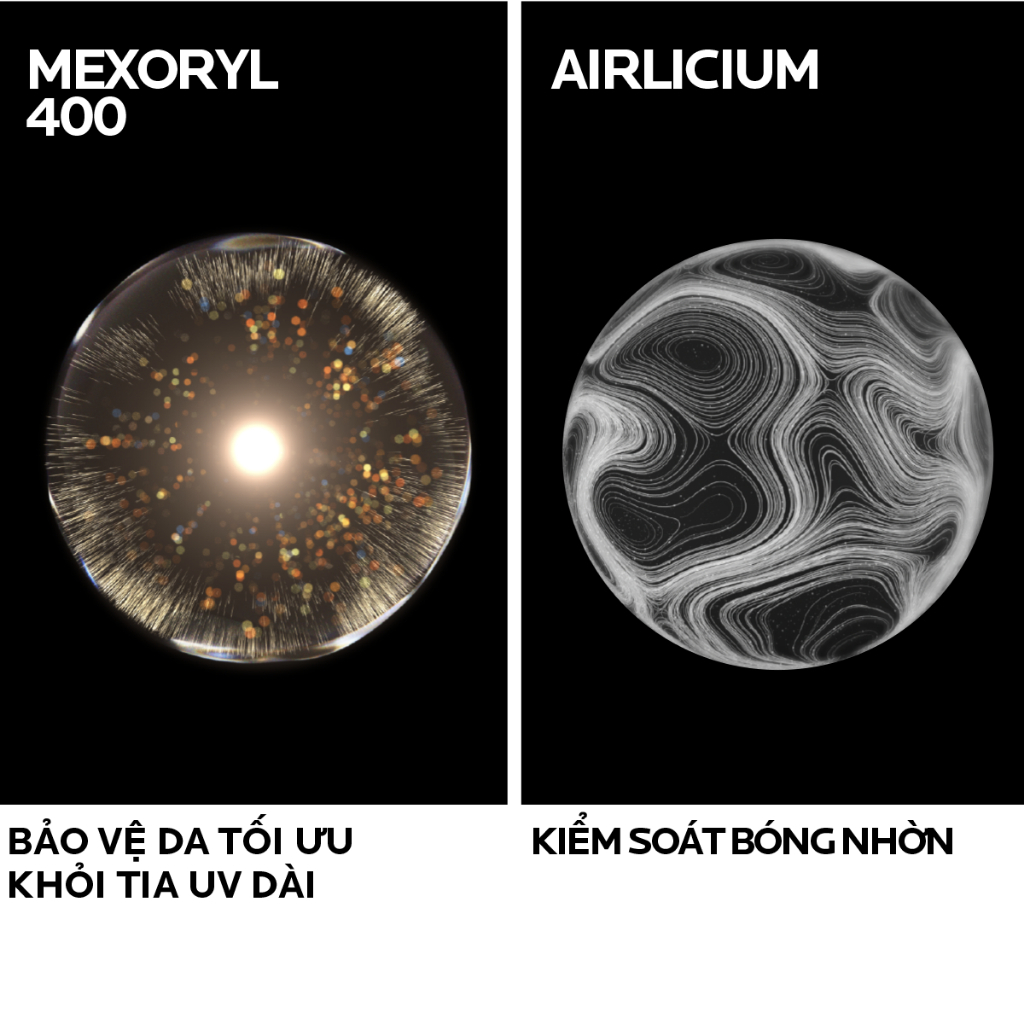 MEXORYL
400
AIRLICIUM
BẢO VỆ DA TỐI ƯU
KHỎI TIA UV DÀI
KIỂM SOÁT BÓNG NHỜN